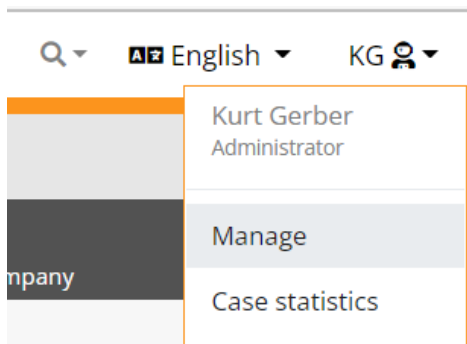 English KG
Kurt Gerber
Administrator
Manage
mpany
Case statistics